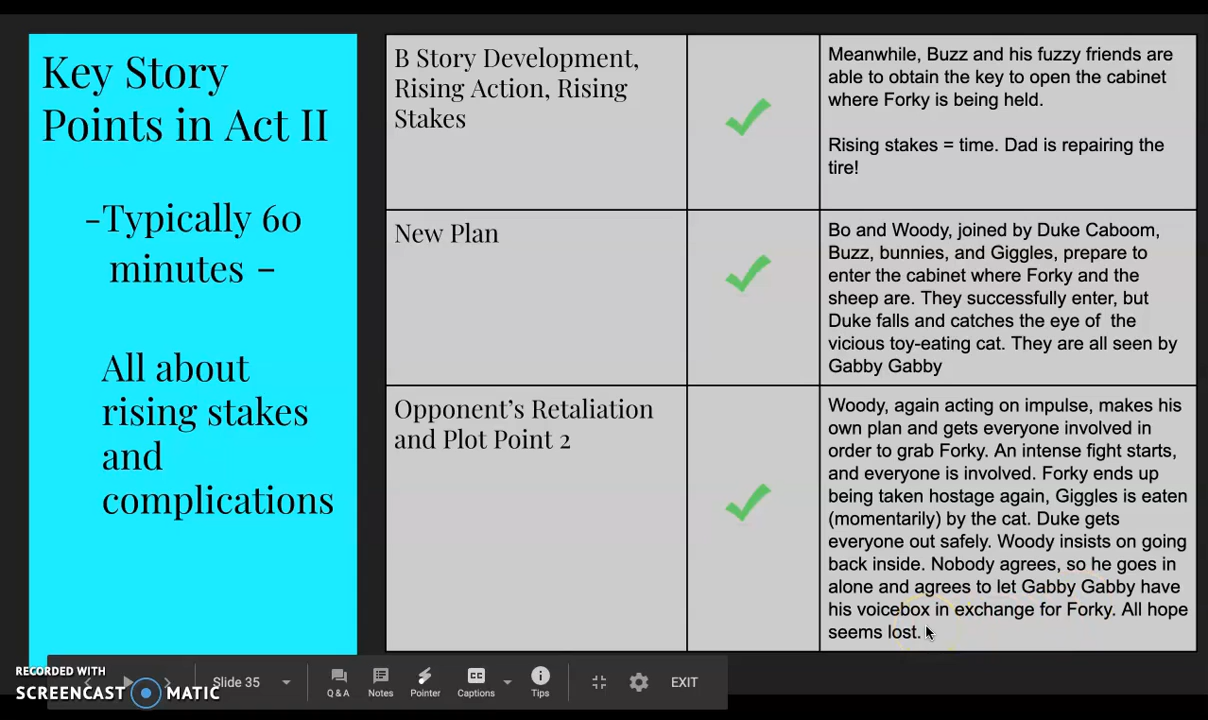 Key Story
Points in Act II
-Typically 60
minutes -
All about
rising stakes
and
complications
B Story Development,
Rising Action, Rising
Stakes
Meanwhile, Buzz and his fuzzy friends are
able to obtain the key to open the cabinet
where Forky is being held.
Rising stakes = time. Dad is repairing the
tire!
New Plan
Bo and Woody, joined by Duke Caboom,
Buzz, bunnies, and Giggles, prepare to
enter the cabinet where Forky and the
sheep are. They successfully enter, but
Duke falls and catches the eye of the
vicious toy-eating cat. They are all seen by
Gabby Gabby
Opponent's Retaliation
and Plot Point 2
Woody, again acting on impulse, makes his
own plan and gets everyone involved in
order to grab Forky. An intense fight starts,
and everyone is involved. Forky ends up
being taken hostage again, Giggles is eaten
(momentarily) by the cat. Duke gets
everyone out safely. Woody insists on going
back inside. Nobody agrees, so he goes in
alone and agrees to let Gabby Gabby have
his voicebox in exchange for Forky. All hope
seems lost.
RECORDED WITH
SCREENCAST MATIC
Slide 35
Q & A
Notes
Pointer
CC
Captions
Tips
EXIT